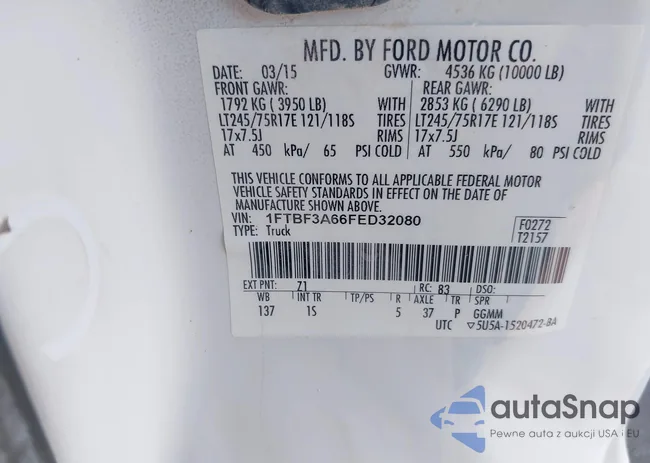 MFD. BY FORD MOTOR CO.
DATE: 03/15 GVWR: 4536 KG (10000 LB)
FRONT GAWR: REAR GAWR:
1792 KG ( 3950 LB) WITH 2853 KG ( 6290 LB) WITH
LT245/75R17E 121/118S TIRES LT245/75R17E 121/118S TIRES
17x7.5J RIMS 17x7.5J RIMS
AT 450 kPa/ 65 PSI COLD AT 550 kPa/ 80 PSI COLD
THIS VEHICLE CONFORMS TO ALL APPLICABLE FEDERAL MOTOR
VEHICLE SAFETY STANDARDS IN EFFECT ON THE DATE OF
MANUFACTURE SHOWN ABOVE.
VIN: 1FTBF3A66FED32080 F0272
TYPE: Truck T2157
EXT PNT: Z1 RC: 83 DSO:
WB INT TR TP/PS R AXLE TR SPR
137 1S 5 37 P GGMM
UTC ▽5U5A-1520472-BA
autoSnap
Pewne auta z aukcji USA i EU